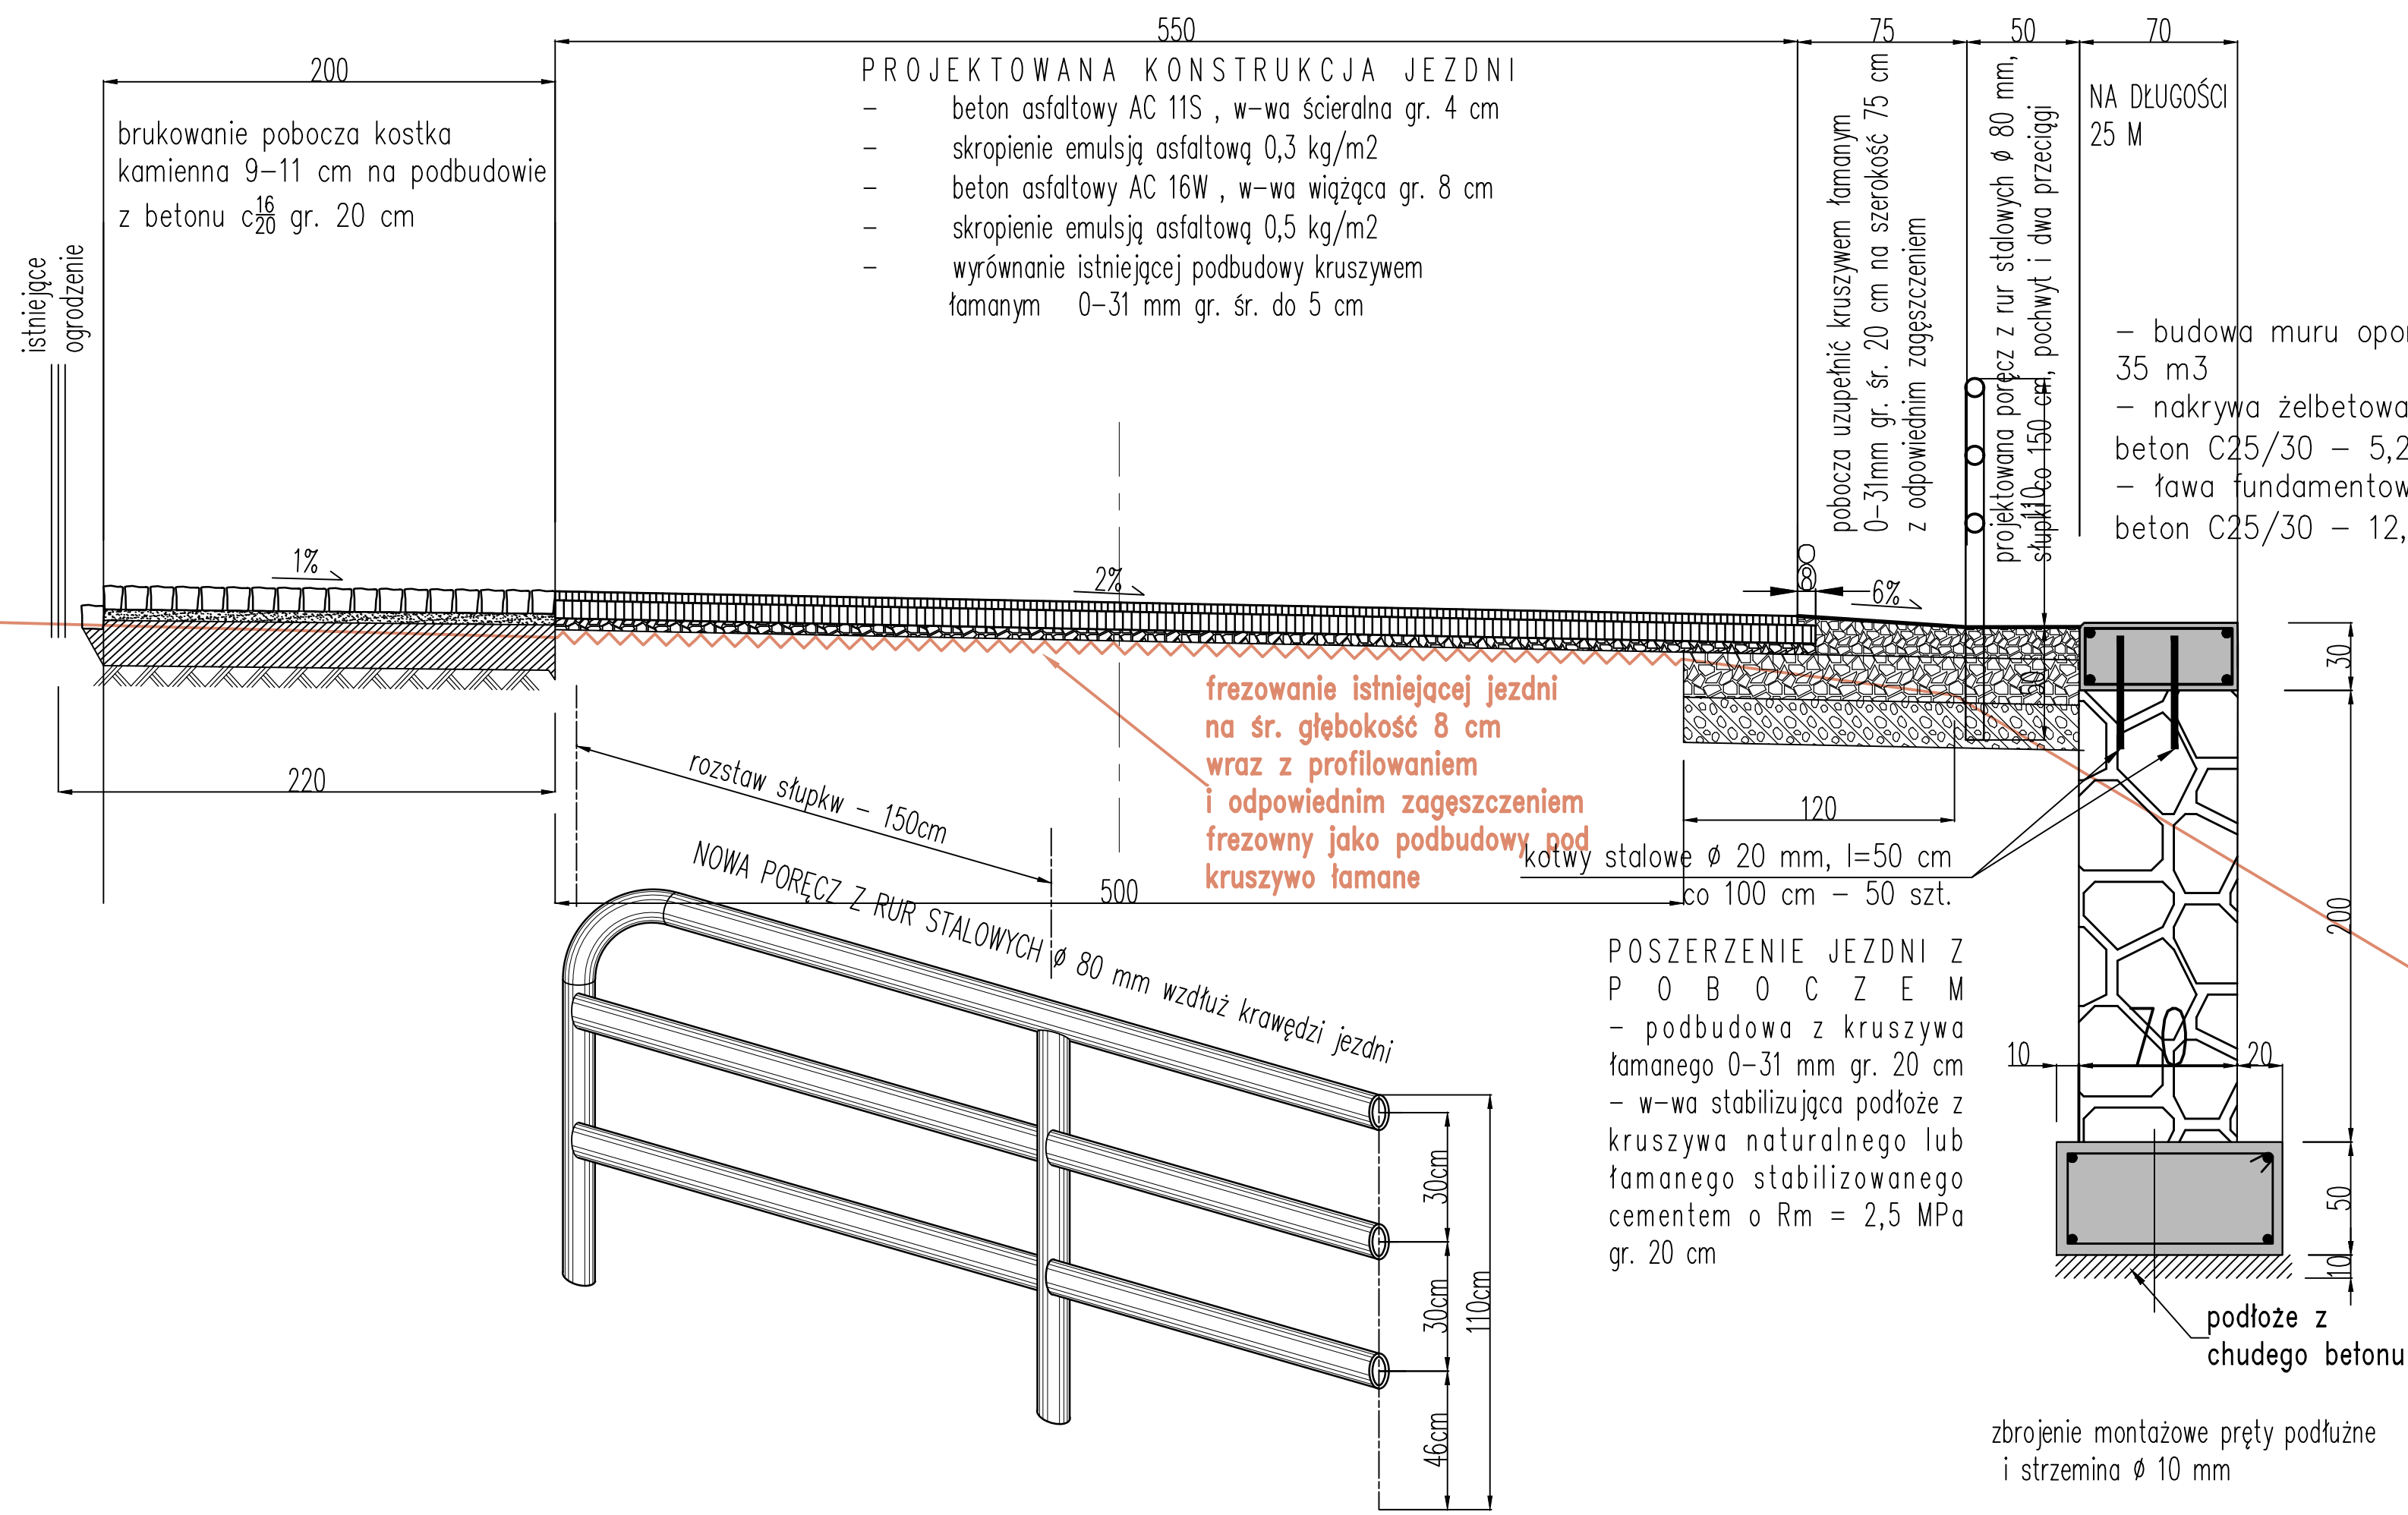 550
75
50
70
200
PROJEKTOWANA KONSTRUKCJA JEZDNI
- beton asfaltowy AC 11S , w-wa ścieralna gr. 4 cm
- skropienie emulsją asfaltową 0,3 kg/m2
- beton asfaltowy AC 16W , w-wa wiążąca gr. 8 cm
- skropienie emulsją asfaltową 0,5 kg/m2
- wyrównanie istniejącej podbudowy kruszywem
łamanym 0-31 mm gr. śr. do 5 cm
brukowanie pobocza kostka
kamienna 9-11 cm na podbudowie
z betonu c16/20 gr. 20 cm
istniejące
ogrodzenie
pobocza uzupełnić kruszywem łamanym
0-31mm gr. śr. 20 cm na szerokość 75 cm
z odpowiednim zagęszczeniem
projektowana poręcz z rur stalowych ø 80 mm,
słupki co 150 cm, pochwyt i dwa przeciągi
110
NA DŁUGOŚCI
25 M
- budowa muru opor
35 m3
- nakrywa żelbetowa
beton C25/30 - 5,2
- ława fundamentow
beton C25/30 - 12,
1%
2%
8
6%
30
50
frezowanie istniejącej jezdni
na śr. głębokość 8 cm
wraz z profilowaniem
i odpowiednim zagęszczeniem
frezowny jako podbudowy pod
kruszywo łamane
220
rozstaw słupkw - 150cm
120
NOWA PORĘCZ Z RUR STALOWYCH ø 80 mm wzdłuż krawędzi jezdni
500
kotwy stalowe ø 20 mm, l=50 cm
co 100 cm - 50 szt.
200
POSZERZENIE JEZDNI Z
POBOCZEM
- podbudowa z kruszywa
łamanego 0-31 mm gr. 20 cm
- w-wa stabilizująca podłoże z
kruszywa naturalnego lub
łamanego stabilizowanego
cementem o Rm = 2,5 MPa
gr. 20 cm
10
70
20
50
10
30cm
30cm
110cm
46cm
podłoże z
chudego betonu
zbrojenie montażowe pręty podłużne
i strzemina ø 10 mm